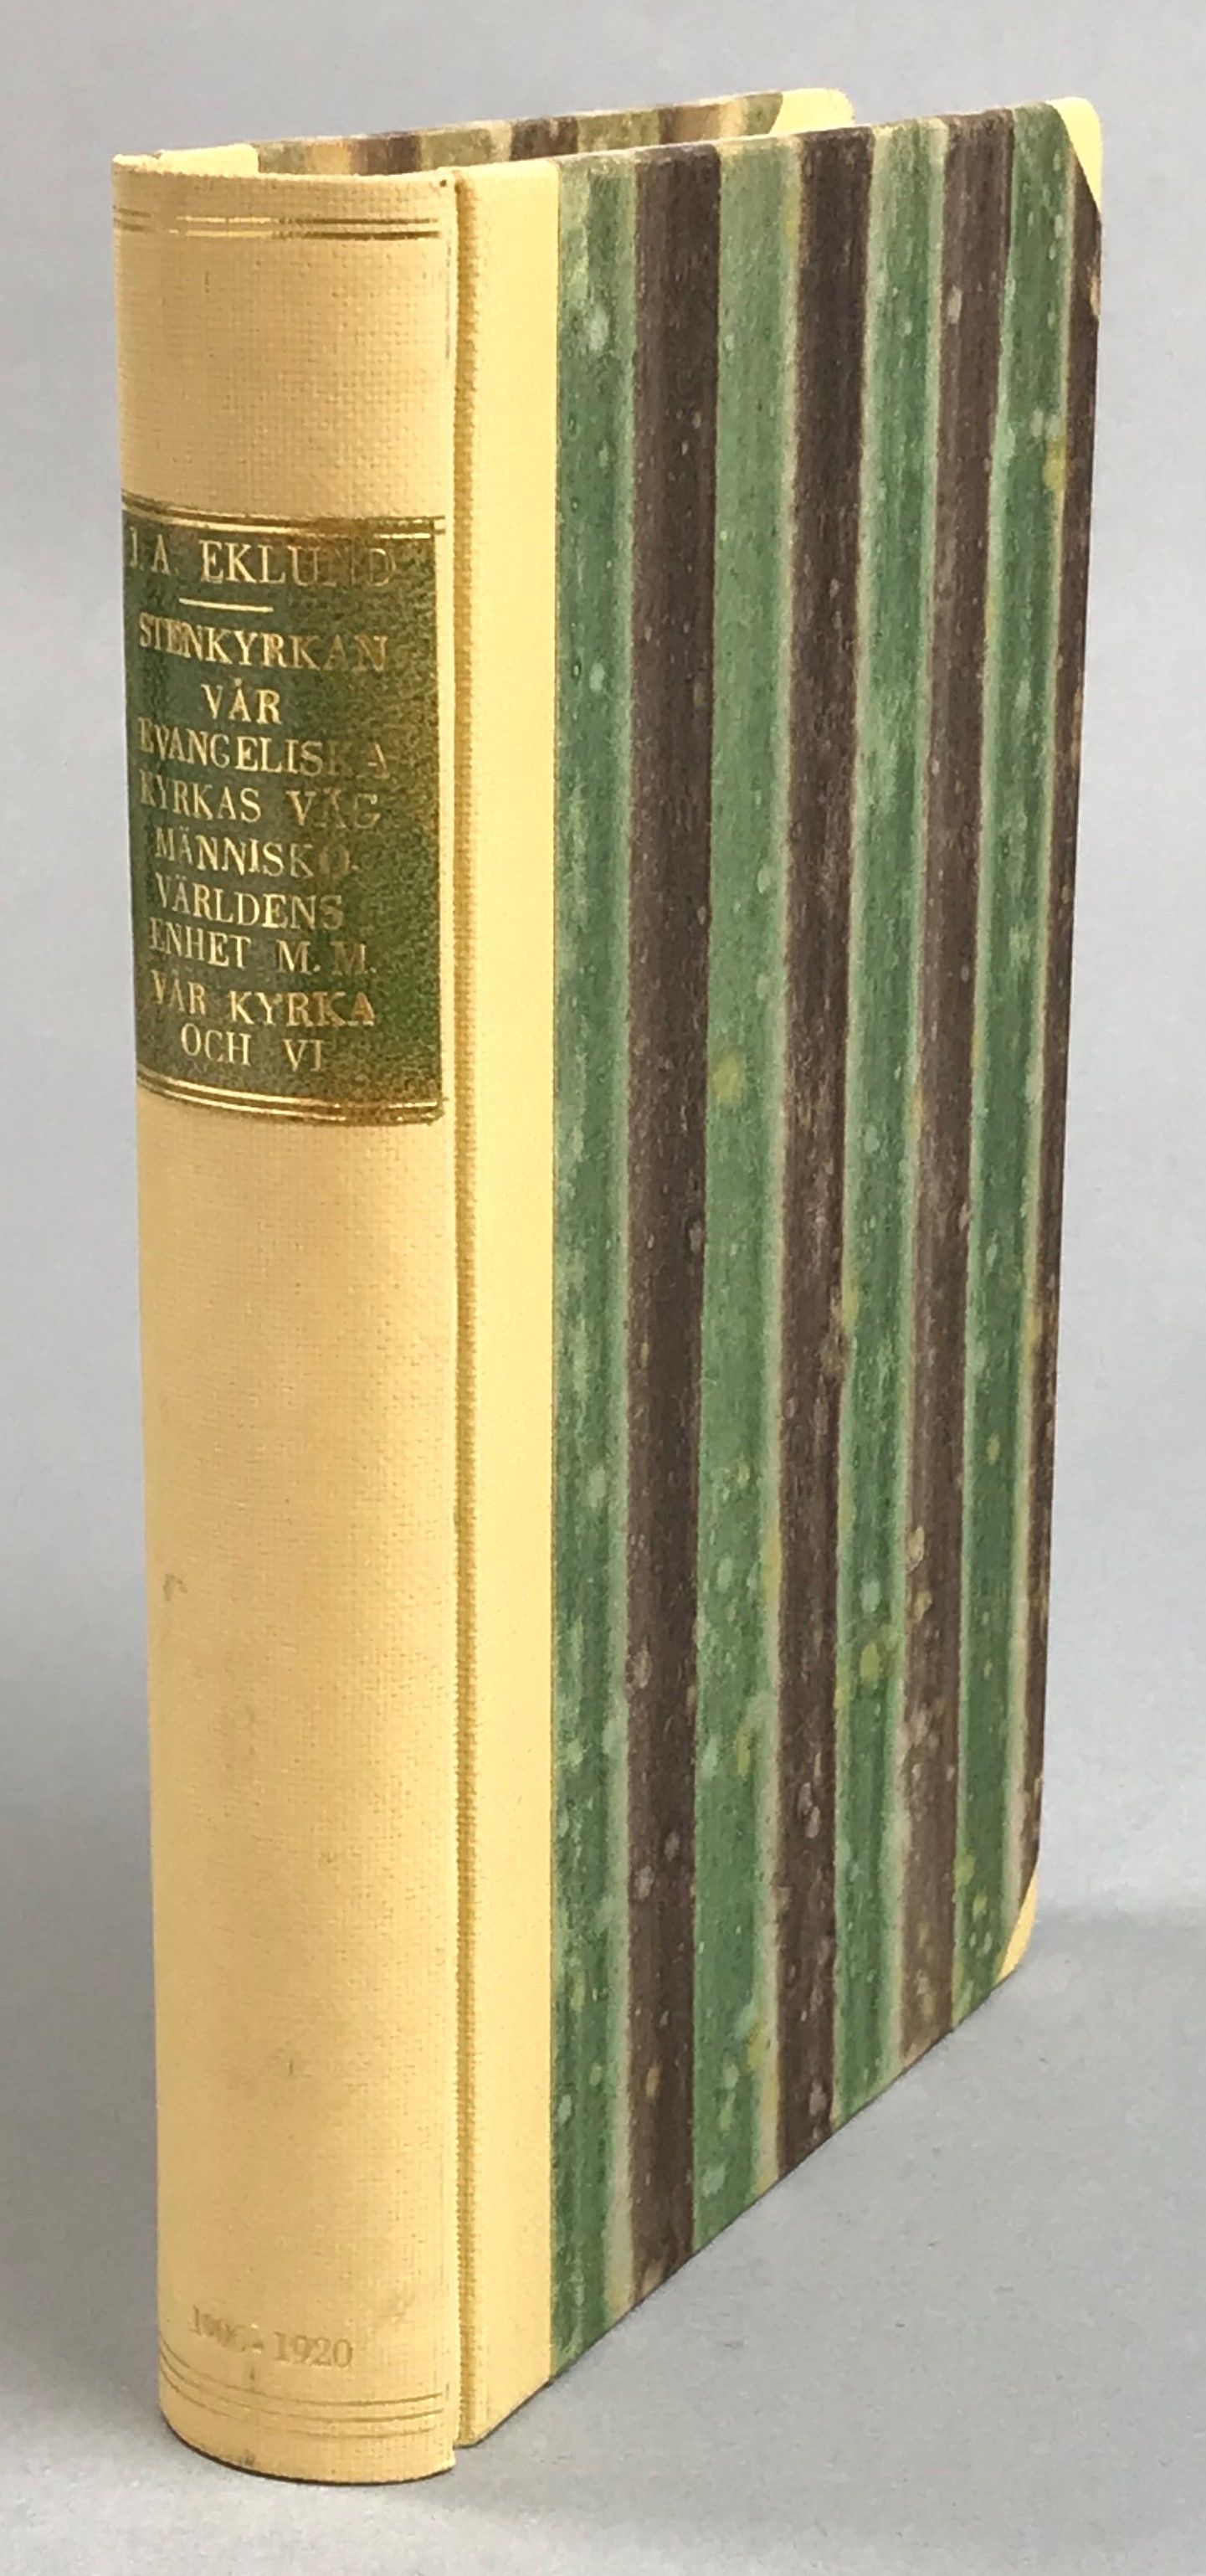 J. A. EKLUND
STENKYRKAN
VÅR
EVANGELISKA
KYRKAS VÄG
MÄNNISKO-
VÄRLDENS
ENHET M. M.
VÅR KYRKA
OCH VI
1920